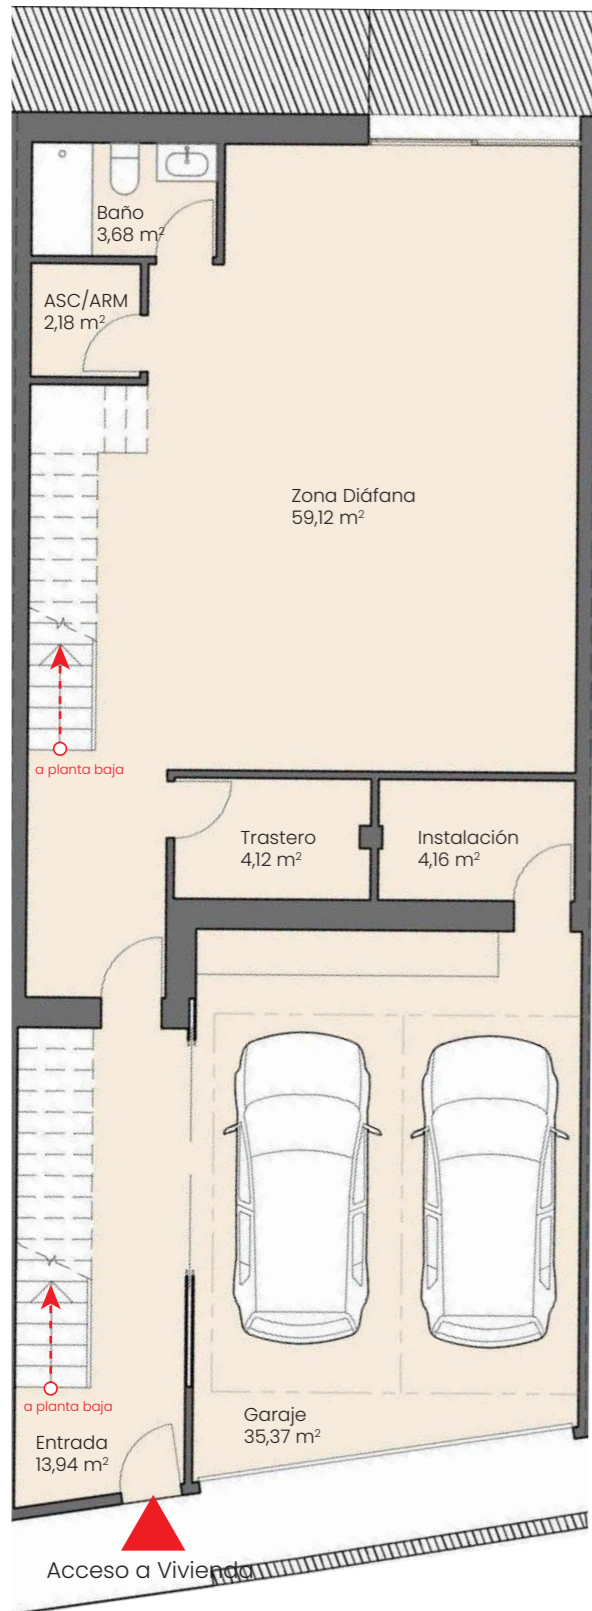 Baño
3,68 m²
ASC/ARM
2,18 m²
Zona Diáfana
59,12 m²
a planta baja
Trastero
4,12 m²
Instalación
4,16 m²
a planta baja
Garaje
35,37 m²
Entrada
13,94 m²
Acceso a Vivienda